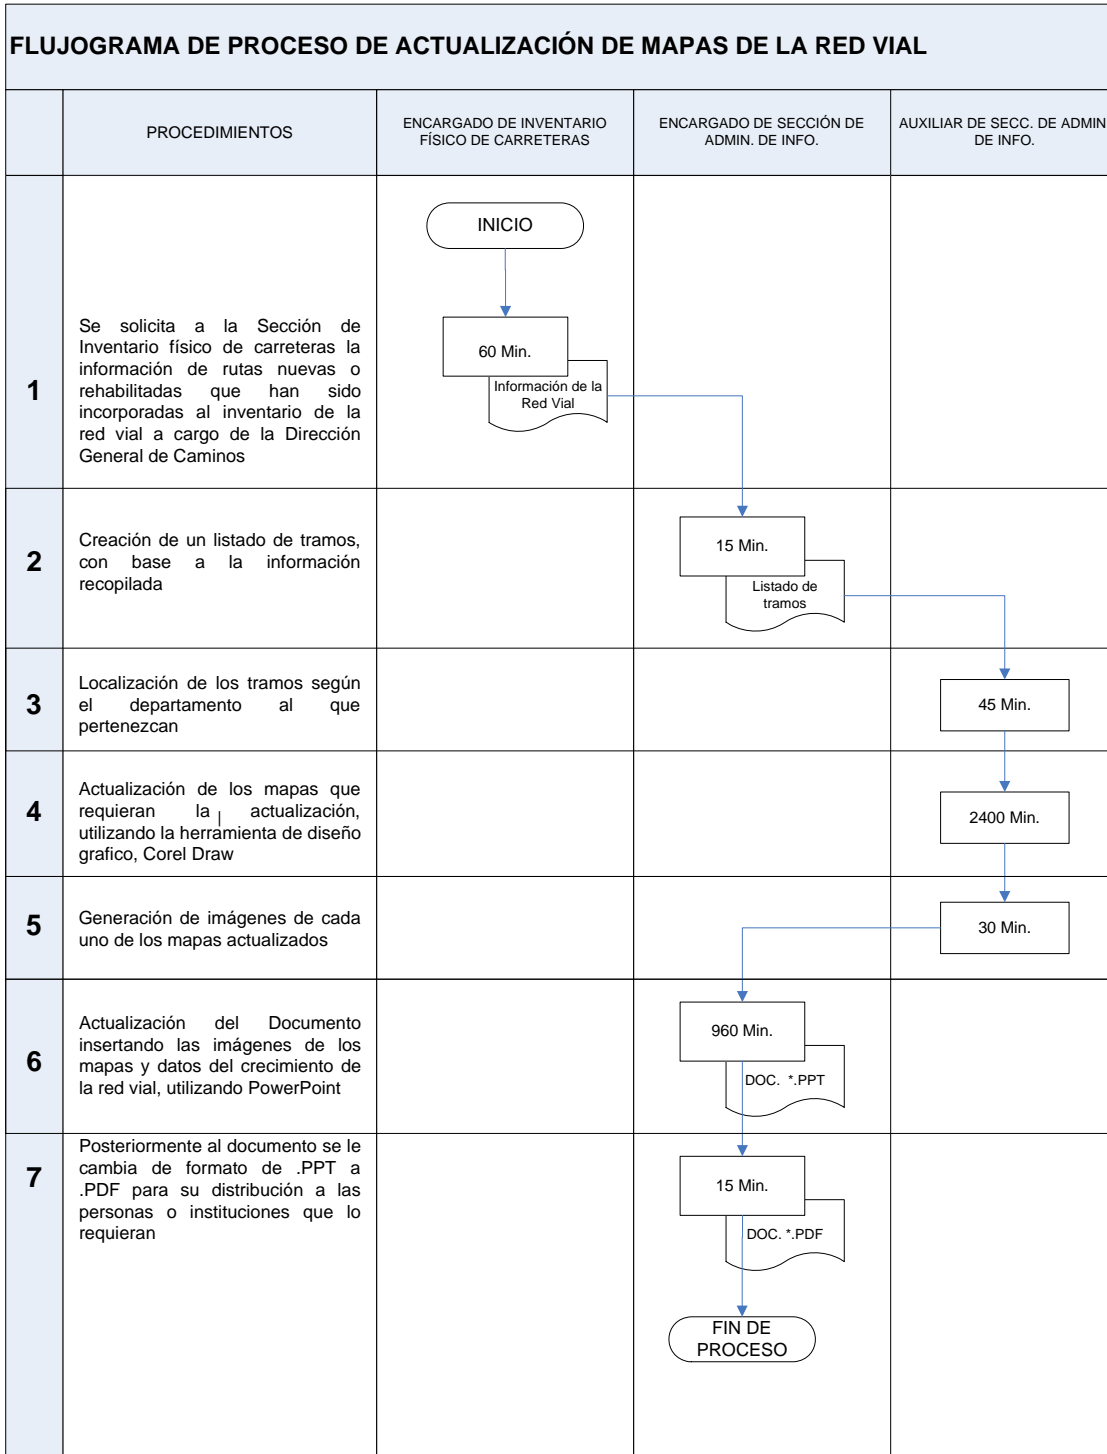 FLUJOGRAMA DE PROCESO DE ACTUALIZACIÓN DE MAPAS DE LA RED VIAL
PROCEDIMIENTOS
ENCARGADO DE INVENTARIO
FÍSICO DE CARRETERAS
ENCARGADO DE SECCIÓN DE
ADMIN. DE INFO.
AUXILIAR DE SECC. DE ADMIN
DE INFO.
1
Se solicita a la Sección de
Inventario físico de carreteras la
información de rutas nuevas o
rehabilitadas que han sido
incorporadas al inventario de la
red vial a cargo de la Dirección
General de Caminos
INICIO
60 Min.
Información de la
Red Vial
2
Creación de un listado de tramos,
con base a la información
recopilada
15 Min.
Listado de
tramos
3
Localización de los tramos según
el departamento al que
pertenezcan
45 Min.
4
Actualización de los mapas que
requieran la actualización,
utilizando la herramienta de diseño
grafico, Corel Draw
2400 Min.
5
Generación de imágenes de cada
uno de los mapas actualizados
30 Min.
6
Actualización del Documento
insertando las imágenes de los
mapas y datos del crecimiento de
la red vial, utilizando PowerPoint
960 Min.
DOC. *.PPT
7
Posteriormente al documento se le
cambia de formato de .PPT a
.PDF para su distribución a las
personas o instituciones que lo
requieran
15 Min.
DOC. *.PDF
FIN DE
PROCESO